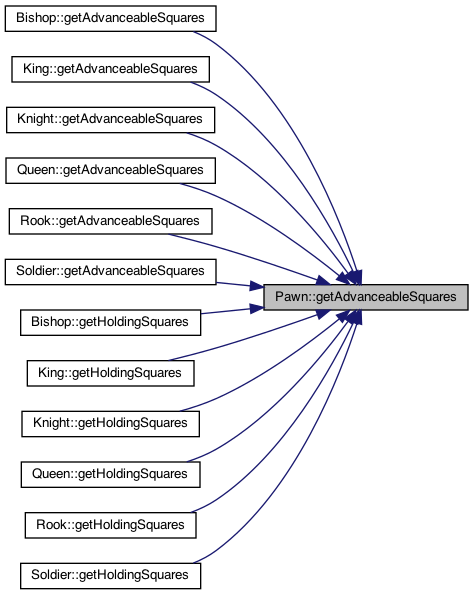 Bishop::getAdvanceableSquares
King::getAdvanceableSquares
Knight::getAdvanceableSquares
Queen::getAdvanceableSquares
Rook::getAdvanceableSquares
Soldier::getAdvanceableSquares
Pawn::getAdvanceableSquares
Bishop::getHoldingSquares
King::getHoldingSquares
Knight::getHoldingSquares
Queen::getHoldingSquares
Rook::getHoldingSquares
Soldier::getHoldingSquares